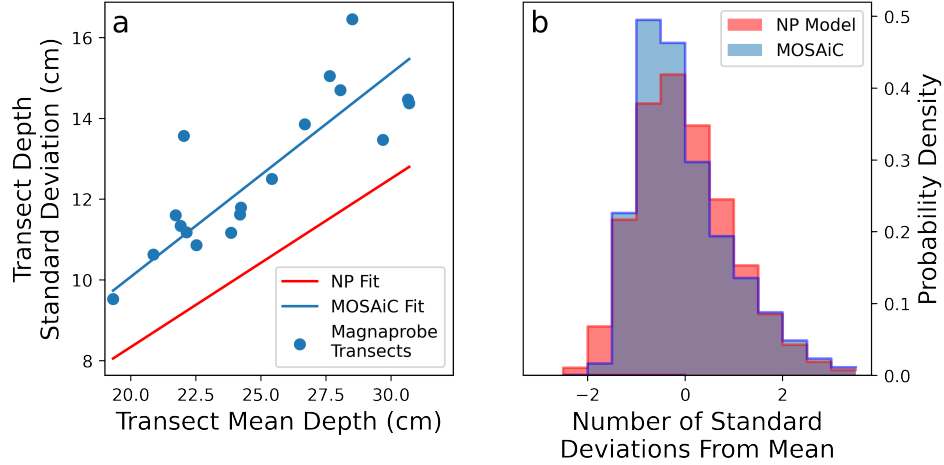 a
Transect Depth
Standard Deviation (cm)
16
14
12
10
8
NP Fit
MOSAiC Fit
Magnaprobe
Transects
20.0 22.5 25.0 27.5 30.0
Transect Mean Depth (cm)
b
NP Model
MOSAiC
0.5
0.4
0.3
0.2
0.1
0.0
Probability Density
−2 0 2
Number of Standard
Deviations From Mean